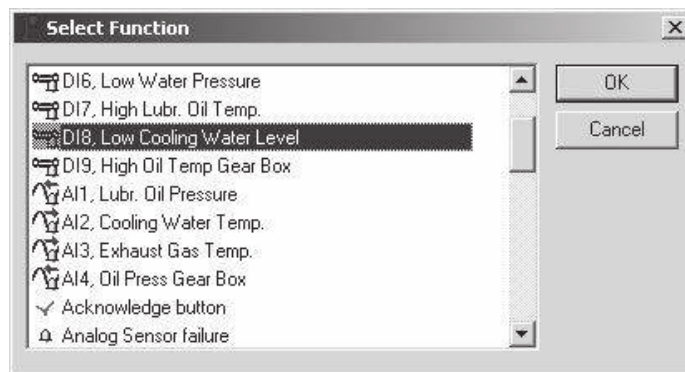 Select Function
DI6, Low Water Pressure
DI7, High Lubr. Oil Temp.
DI8, Low Cooling Water Level
DI9, High Oil Temp Gear Box
AI1, Lubr. Oil Pressure
AI2, Cooling Water Temp.
AI3, Exhaust Gas Temp.
AI4, Oil Press Gear Box
Acknowledge button
Analog Sensor failure
OK
Cancel